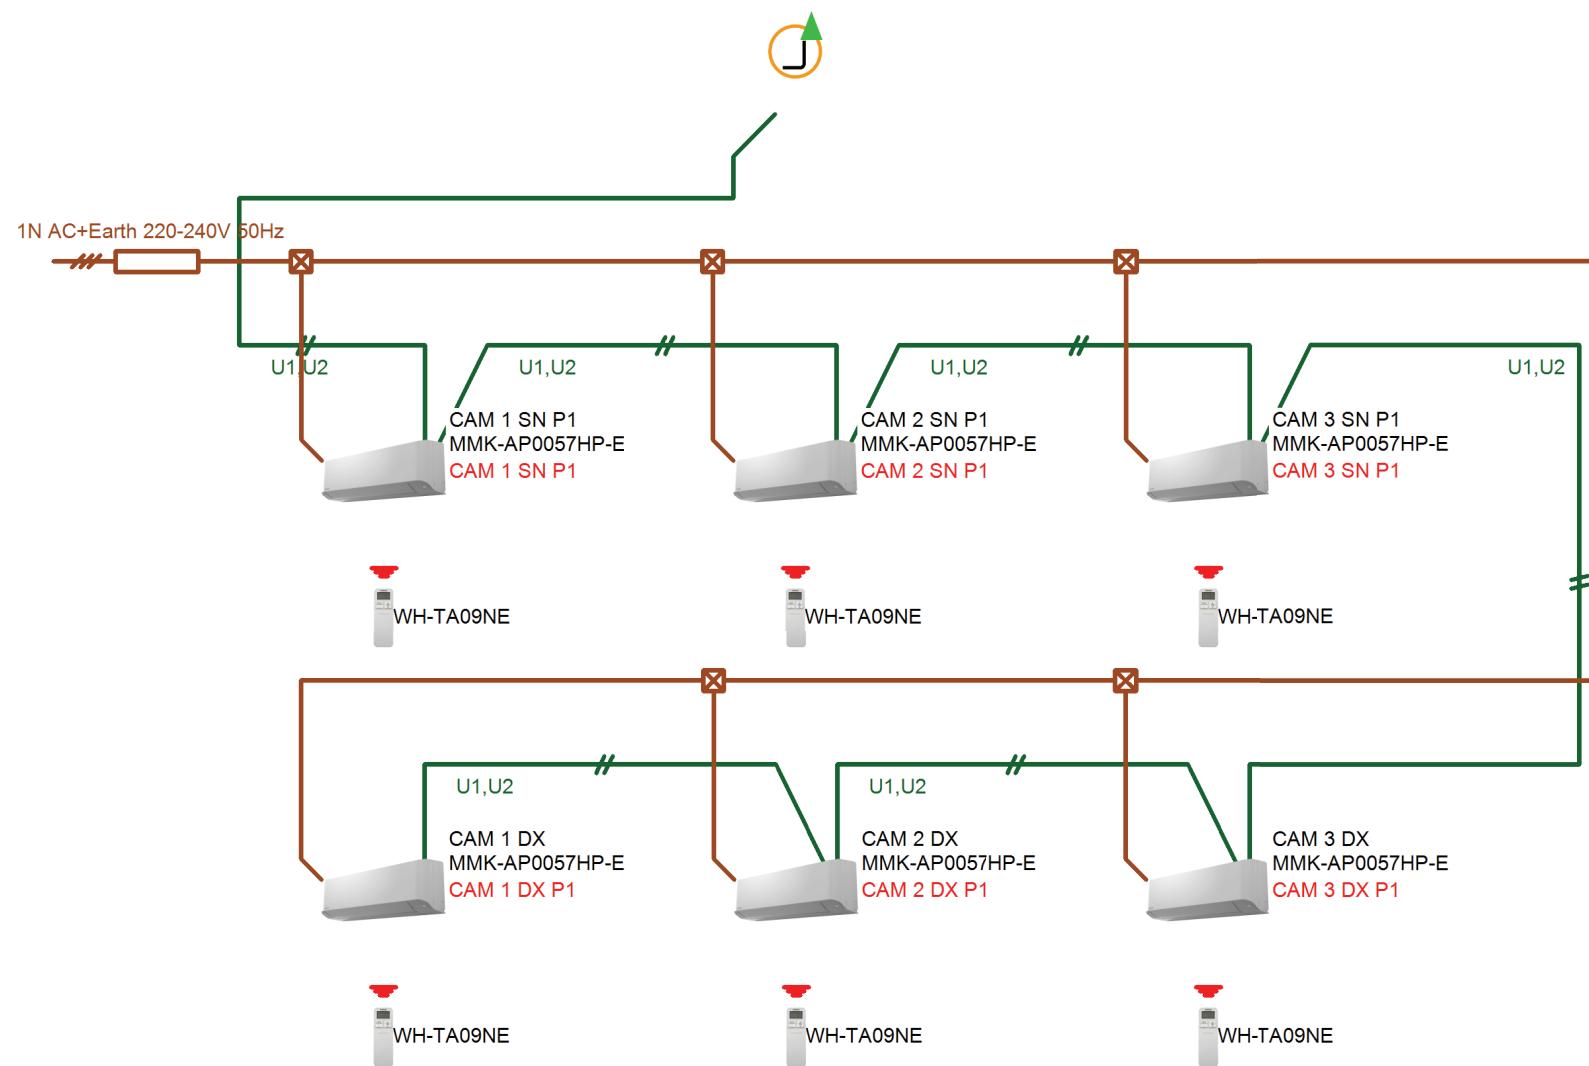 1N AC+Earth 220-240V 50Hz
U1,U2
U1,U2
U1,U2
U1,U2
CAM 1 SN P1
MMK-AP0057HP-E
CAM 1 SN P1
CAM 2 SN P1
MMK-AP0057HP-E
CAM 2 SN P1
CAM 3 SN P1
MMK-AP0057HP-E
CAM 3 SN P1
WH-TA09NE
WH-TA09NE
WH-TA09NE
U1,U2
U1,U2
CAM 1 DX
MMK-AP0057HP-E
CAM 1 DX P1
CAM 2 DX
MMK-AP0057HP-E
CAM 2 DX P1
CAM 3 DX
MMK-AP0057HP-E
CAM 3 DX P1
WH-TA09NE
WH-TA09NE
WH-TA09NE